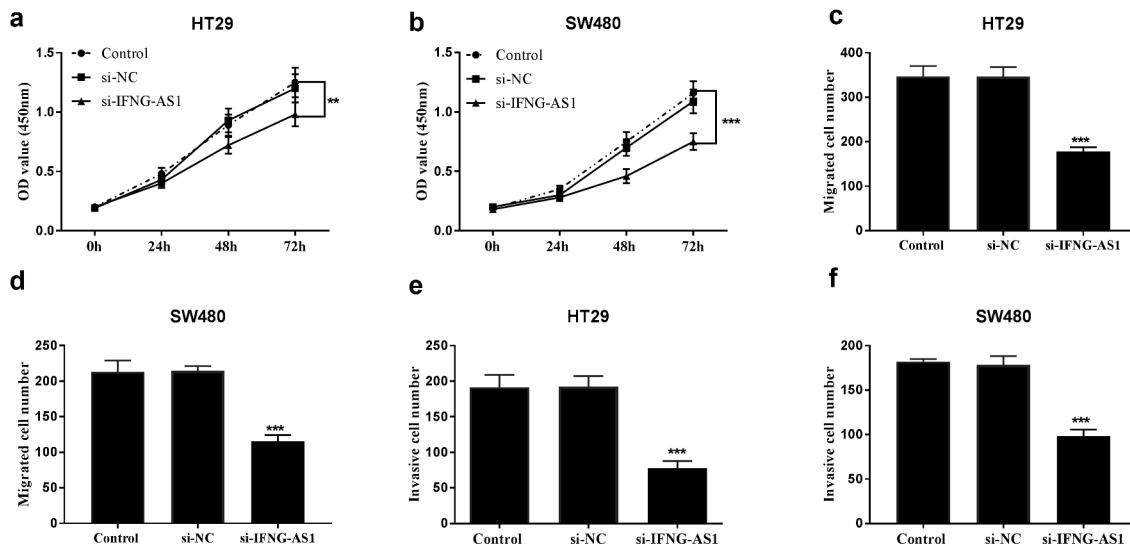 a
HT29
OD value (450nm)
1.5
1.0
0.5
0.0
0h 24h 48h 72h
Control
si-NC
si-IFNG-AS1
**
b
SW480
OD value (450nm)
1.5
1.0
0.5
0.0
0h 24h 48h 72h
Control
si-NC
si-IFNG-AS1
***
c
HT29
Migrated cell number
400
300
200
100
0
***
Control si-NC si-IFNG-AS1
d
SW480
Migrated cell number
250
200
150
100
50
0
***
Control si-NC si-IFNG-AS1
e
HT29
Invasive cell number
250
200
150
100
50
0
***
Control si-NC si-IFNG-AS1
f
SW480
Invasive cell number
200
150
100
50
0
***
Control si-NC si-IFNG-AS1